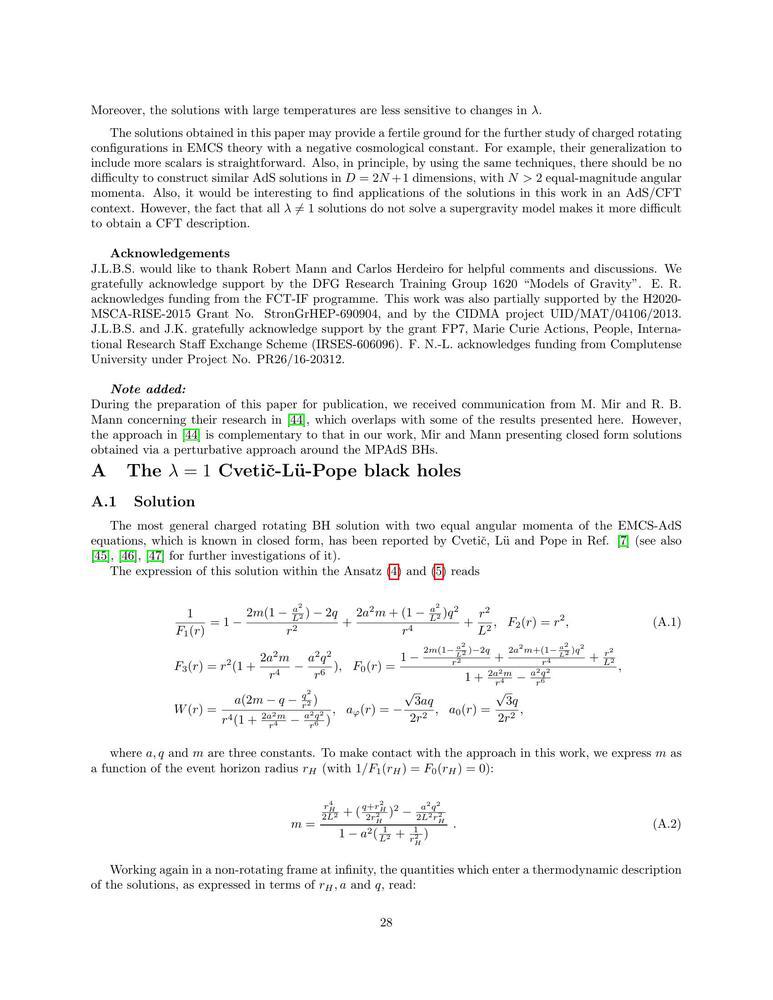 Moreover, the solutions with large temperatures are less sensitive to changes in λ.
The solutions obtained in this paper may provide a fertile ground for the further study of charged rotating
configurations in EMCS theory with a negative cosmological constant. For example, their generalization to
include more scalars is straightforward. Also, in principle, by using the same techniques, there should be no
difficulty to construct similar AdS solutions in D = 2N + 1 dimensions, with N > 2 equal-magnitude angular
momenta. Also, it would be interesting to find applications of the solutions in this work in an AdS/CFT
context. However, the fact that all λ ≠ 1 solutions do not solve a supergravity model makes it more difficult
to obtain a CFT description.
Acknowledgements
J.L.B.S. would like to thank Robert Mann and Carlos Herdeiro for helpful comments and discussions. We
gratefully acknowledge support by the DFG Research Training Group 1620 “Models of Gravity”. E. R.
acknowledges funding from the FCT-IF programme. This work was also partially supported by the H2020-
MSCA-RISE-2015 Grant No. StronGrHEP-690904, and by the CIDMA project UID/MAT/04106/2013.
J.L.B.S. and J.K. gratefully acknowledge support by the grant FP7, Marie Curie Actions, People, Interna-
tional Research Staff Exchange Scheme (IRSES-606096). F. N.-L. acknowledges funding from Complutense
University under Project No. PR26/16-20312.
Note added:
During the preparation of this paper for publication, we received communication from M. Mir and R. B.
Mann concerning their research in [44], which overlaps with some of the results presented here. However,
the approach in [44] is complementary to that in our work, Mir and Mann presenting closed form solutions
obtained via a perturbative approach around the MPAdS BHs.
A The λ = 1 Cvetič-Lü-Pope black holes
A.1 Solution
The most general charged rotating BH solution with two equal angular momenta of the EMCS-AdS
equations, which is known in closed form, has been reported by Cvetič, Lü and Pope in Ref. [7] (see also
[45], [46], [47] for further investigations of it).
The expression of this solution within the Ansatz (4) and (5) reads
\frac{1}{F_1(r)} = 1 - \frac{2m(1-\frac{a^2}{L^2})-2q}{r^2} + \frac{2a^2m+(1-\frac{a^2}{L^2})q^2}{r^4} + \frac{r^2}{L^2}, F_2(r) = r^2, (A.1)
F_3(r) = r^2(1 + \frac{2a^2m}{r^4} - \frac{a^2q^2}{r^6}), F_0(r) = \frac{1 - \frac{2m(1-\frac{a^2}{L^2})-2q}{r^2} + \frac{2a^2m+(1-\frac{a^2}{L^2})q^2}{r^4} + \frac{r^2}{L^2}}{1 + \frac{2a^2m}{r^4} - \frac{a^2q^2}{r^6}},
W(r) = \frac{a(2m - q - \frac{q^2}{r^2})}{r^4(1 + \frac{2a^2m}{r^4} - \frac{a^2q^2}{r^6})}, a_φ(r) = -\frac{\sqrt{3}aq}{2r^2}, a_0(r) = \frac{\sqrt{3}q}{2r^2},
where a, q and m are three constants. To make contact with the approach in this work, we express m as
a function of the event horizon radius r_H (with 1/F_1(r_H) = F_0(r_H) = 0):
m = \frac{\frac{r_H^4}{2L^2} + (\frac{q+r_H^2}{2r_H^2})^2 - \frac{a^2q^2}{2L^2r_H^2}}{1 - a^2(\frac{1}{L^2} + \frac{1}{r_H^2})} . (A.2)
Working again in a non-rotating frame at infinity, the quantities which enter a thermodynamic description
of the solutions, as expressed in terms of r_H, a and q, read:
28